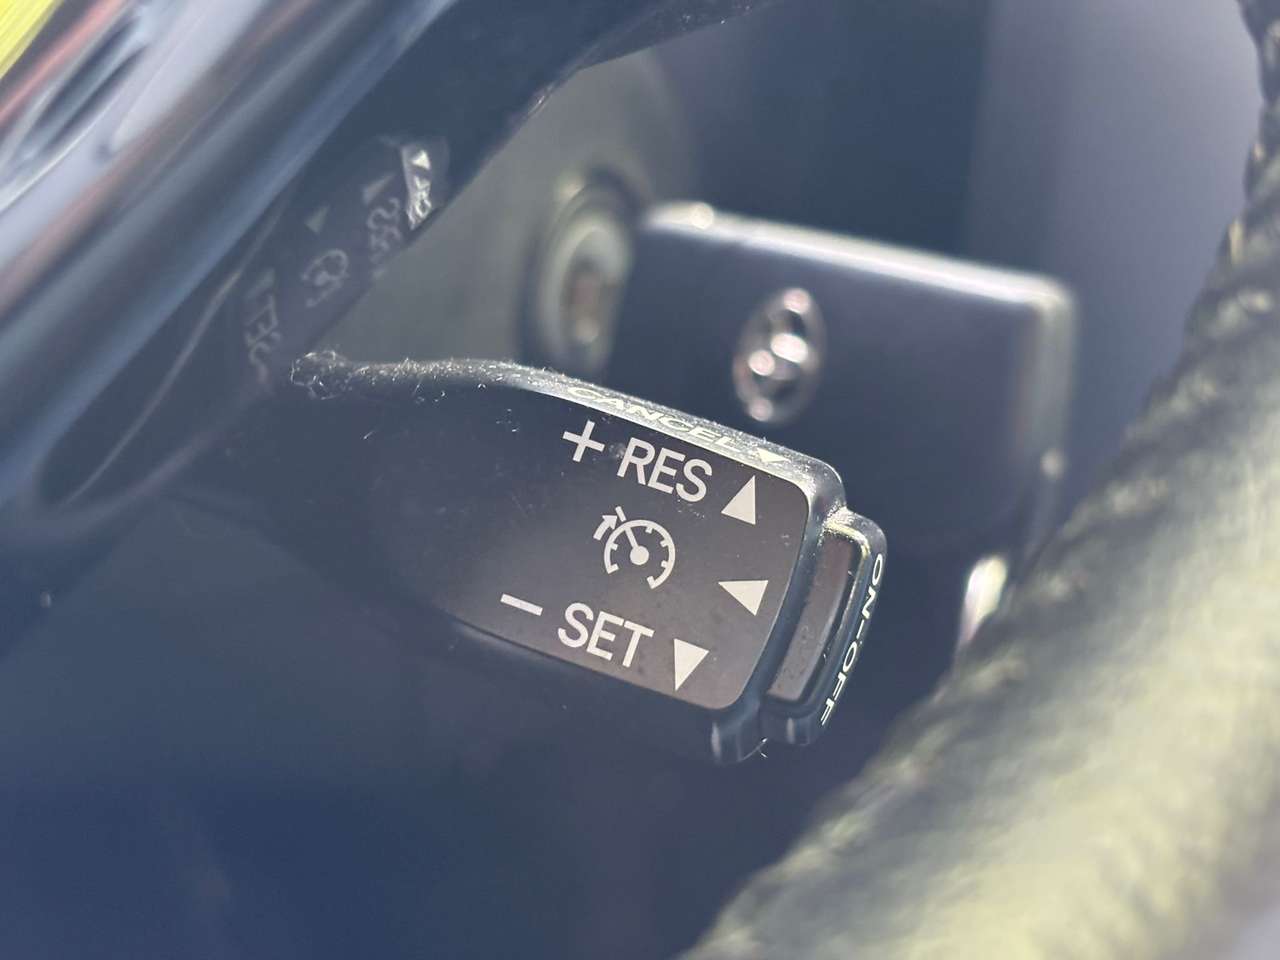 CANCEL
+ RES
- SET
ON-OFF